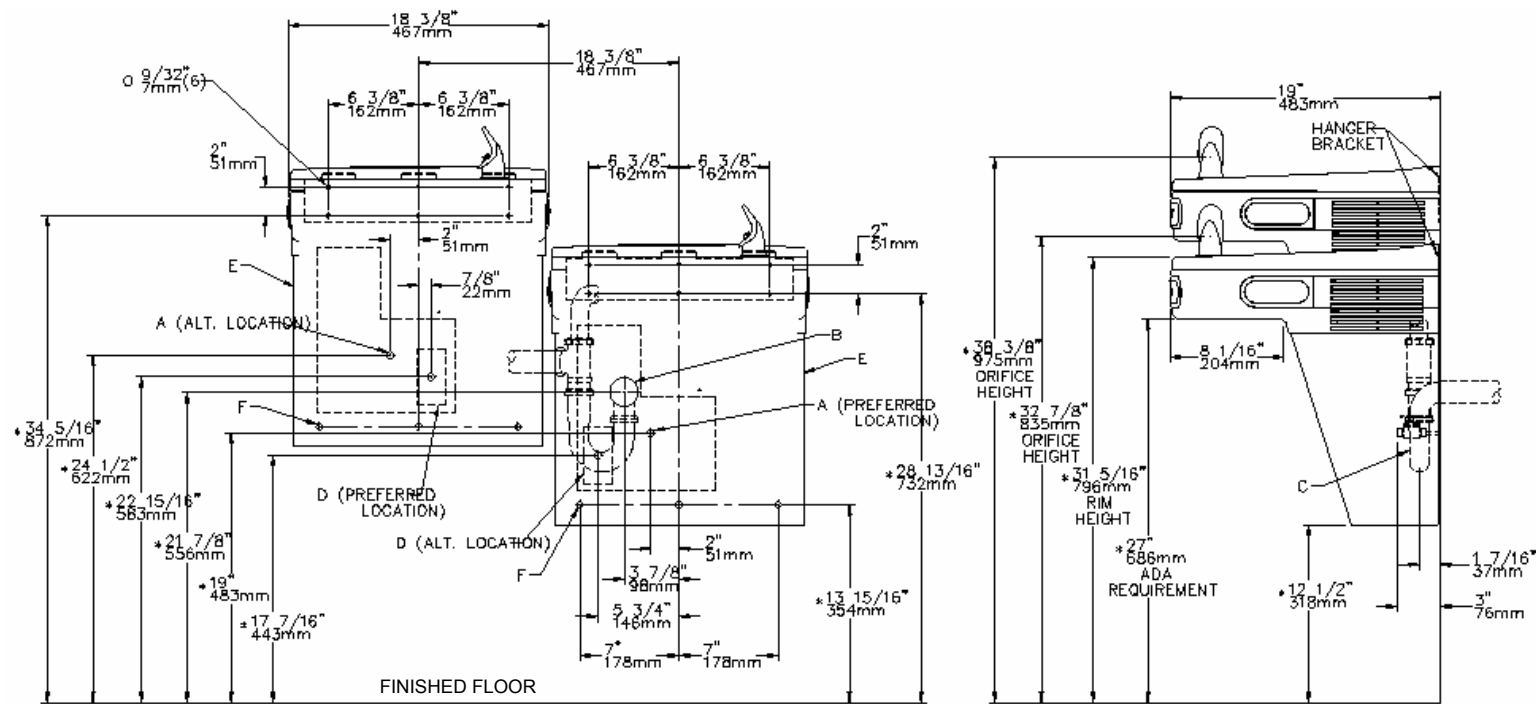 18 3/8"
467mm
18 3/8"
467mm
O 9/32"
7mm(6)
6 3/8"
162mm
6 3/8"
162mm
2"
51mm
6 3/8"
162mm
6 3/8"
162mm
2"
51mm
2"
51mm
7/8"
22mm
E
A (ALT. LOCATION)
B
E
A (PREFERRED
LOCATION)
F
*34 5/16"
872mm
*24 1/2"
622mm
*22 15/16"
583mm
*21 7/8"
556mm
*19"
483mm
*17 7/16"
443mm
D (PREFERRED
LOCATION)
D (ALT. LOCATION)
F
*28 13/16"
732mm
2"
51mm
3 7/8"
98mm
5 3/4"
146mm
7"
178mm
7"
178mm
*13 15/16"
354mm
FINISHED FLOOR
19"
483mm
HANGER
BRACKET
*38 3/8"
975mm
ORIFICE
HEIGHT
*32 7/8"
835mm
ORIFICE
HEIGHT
*31 5/16"
796mm
RIM
HEIGHT
*27"
686mm
ADA
REQUIREMENT
8 1/16"
204mm
C
*12 1/2"
318mm
1 7/16"
37mm
3"
76mm